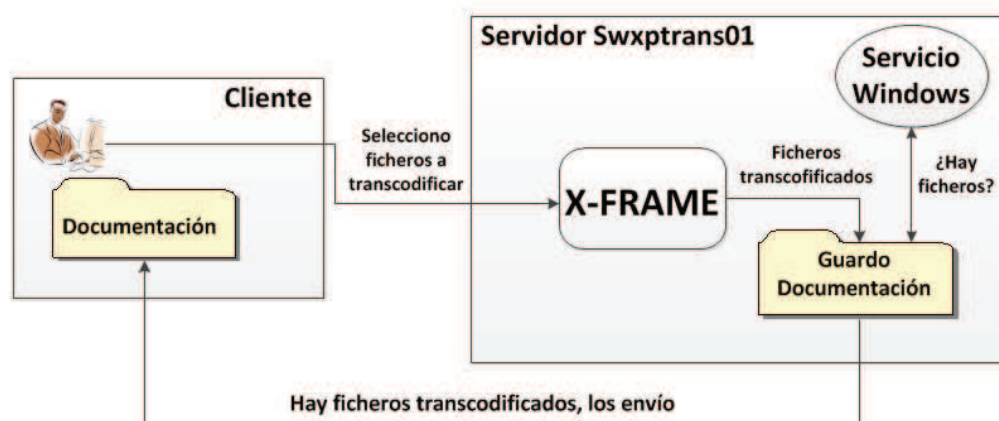 Servidor Swxptrans01
Servicio
Windows
Cliente
Selecciono
ficheros a
transcodificar
Ficheros
transcofificados
¿Hay
ficheros?
X-FRAME
Documentación
Guardo
Documentación
Hay ficheros transcodificados, los envío